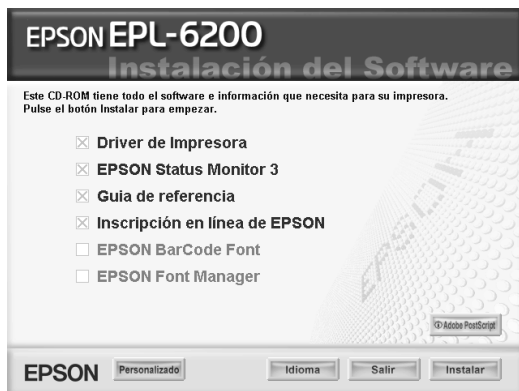 EPSON EPL-6200
Instalación del Software
Este CD-ROM tiene todo el software e información que necesita para su impresora.
Pulse el botón Instalar para empezar.
Driver de Impresora
EPSON Status Monitor 3
Guia de referencia
Inscripción en línea de EPSON
EPSON BarCode Font
EPSON Font Manager
EPSON
Adobe PostScript
EPSON
Personalizado
Idioma
Salir
Instalar